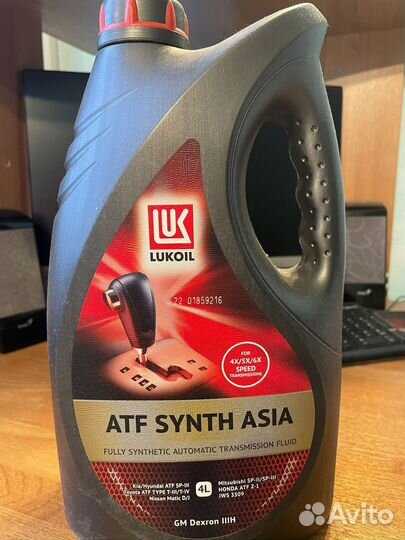 LUK
LUKOIL
22 01859216
FOR
4X/5X/6X
SPEED
TRANSMISSIONS
ATF SYNTH ASIA
FULLY SYNTHETIC AUTOMATIC TRANSMISSION FLUID
Kia/Hyundai ATF SP-III
Toyota ATF TYPE T-III/T-IV
Nissan Matic D/J
4L
Mitsubishi SP-II/SP-III
HONDA ATF Z-1
JWS 3309
GM Dexron IIIH
Avito